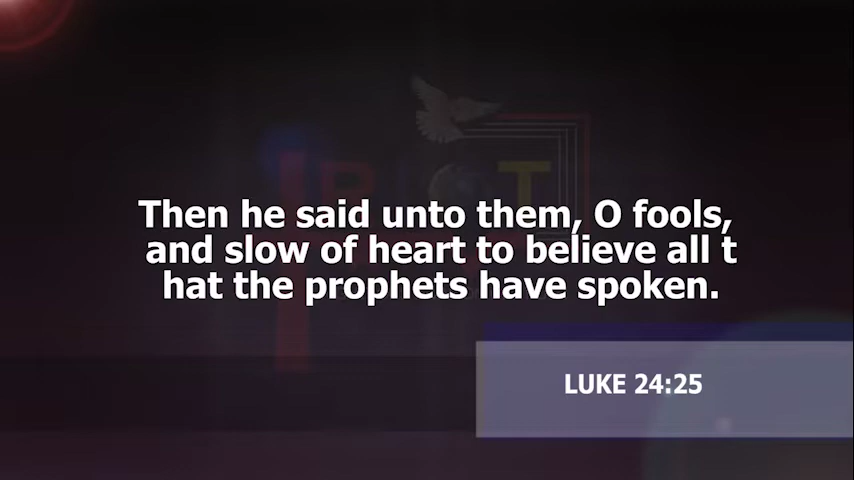 Then he said unto them, O fools,
and slow of heart to believe all t
hat the prophets have spoken.
LUKE 24:25